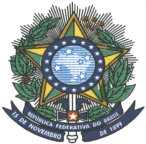 REPÚBLICA FEDERATIVA DO BRASIL
15 DE NOVEMBRO
DE 1889